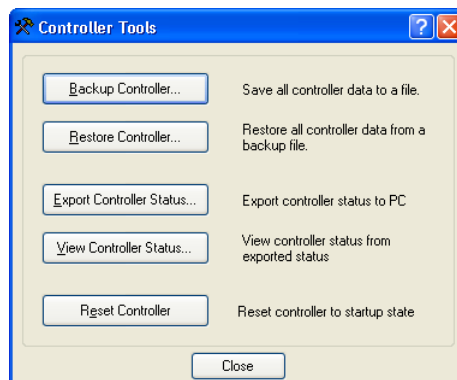 Controller Tools
Backup Controller...
Save all controller data to a file.
Restore Controller...
Restore all controller data from a
backup file.
Export Controller Status...
Export controller status to PC
View Controller Status...
View controller status from
exported status
Reset Controller
Reset controller to startup state
Close